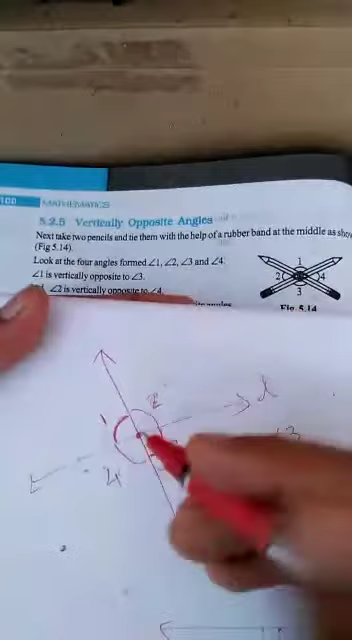 100 MATHEMATICS
5.2.5 Vertically Opposite Angles
Next take two pencils and tie them with the help of a rubber band at the middle as
(Fig 5.14).
Look at the four angles formed ∠1, ∠2, ∠3 and ∠4.
∠1 is vertically opposite to ∠3.
∠2 is vertically opposite to ∠4.
1
2 4
3
Fig 5.14
1 2 l
4